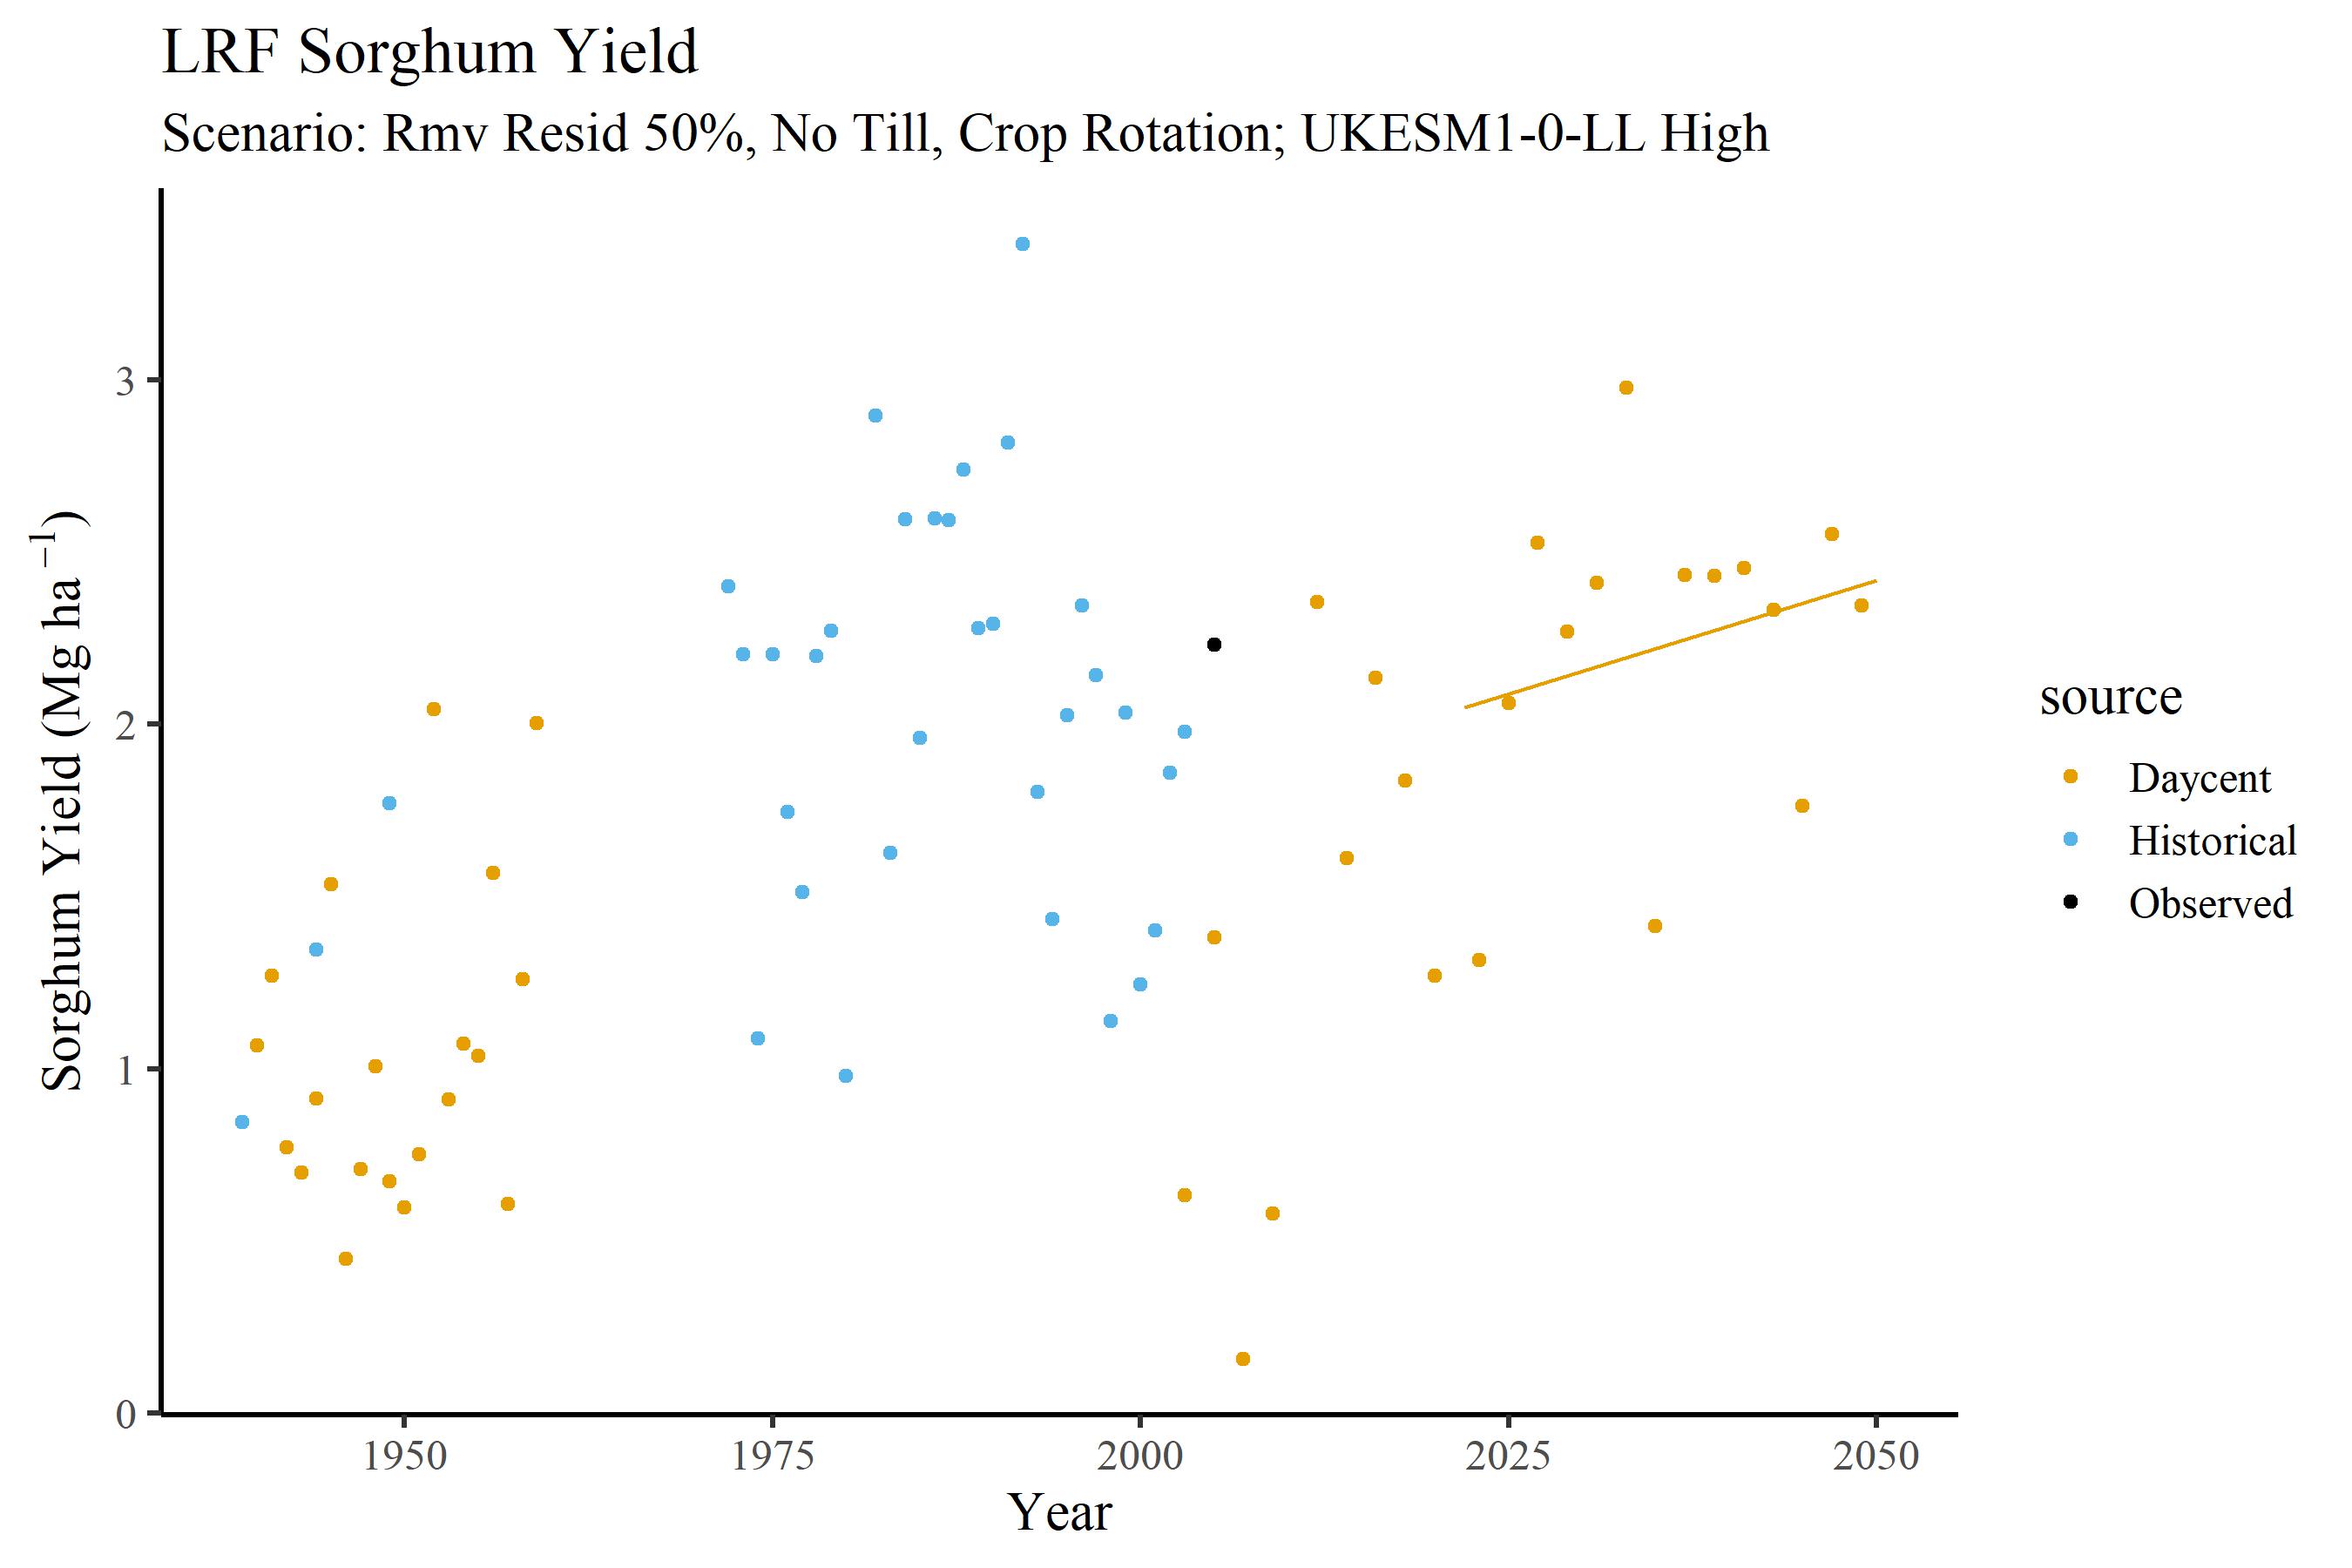 LRF Sorghum Yield
Scenario: Rmv Resid 50%, No Till, Crop Rotation; UKESM1-0-LL High
Sorghum Yield (Mg ha⁻¹)
3
2
1
0
1950 1975 2000 2025 2050
Year
source
Daycent
Historical
Observed